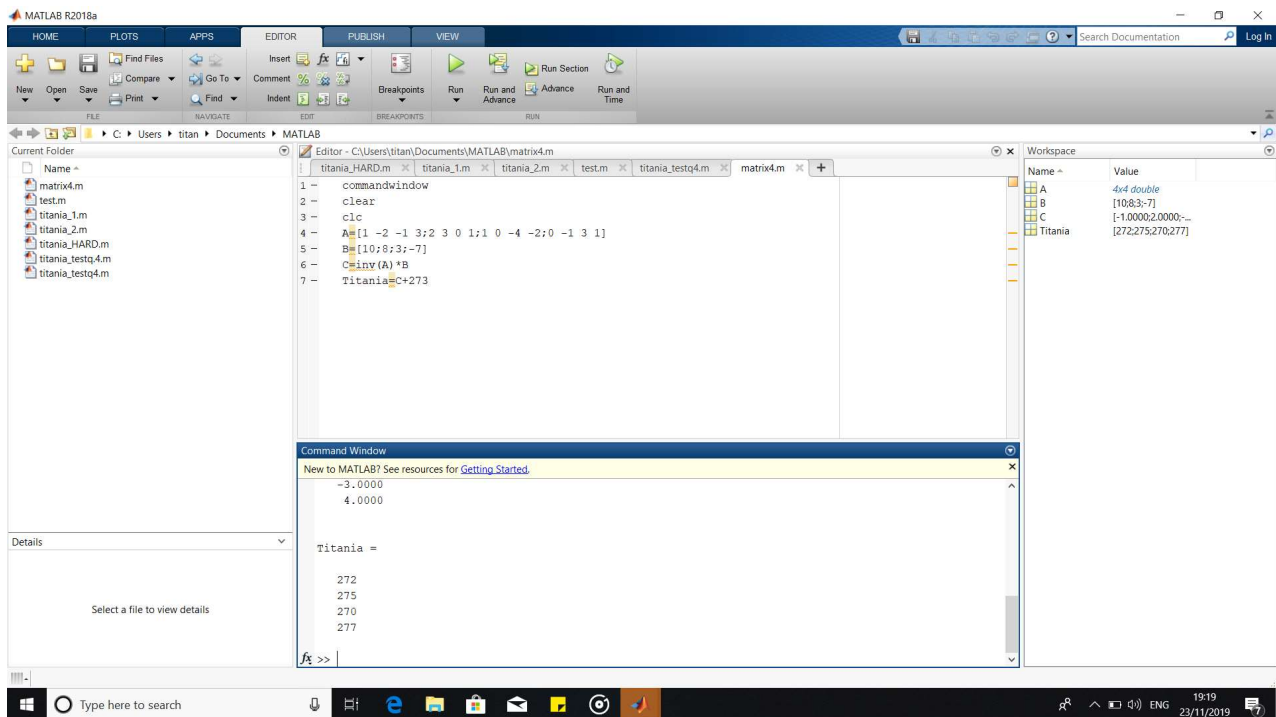 MATLAB R2018a
HOME PLOTS APPS EDITOR PUBLISH VIEW
Search Documentation Log In
New Open Save Find Files Compare Print
Go To Find
Insert Comment Indent
Breakpoints
Run Run and Advance Run Section Advance Run and Time
FILE NAVIGATE EDIT BREAKPOINTS RUN
C: Users titan Documents MATLAB
Current Folder
Name
matrix4.m
test.m
titania_1.m
titania_2.m
titania_HARD.m
titania_testq.4.m
titania_testq4.m
Details
Select a file to view details
Editor - C:\Users\titan\Documents\MATLAB\matrix4.m
titania_HARD.m titania_1.m titania_2.m test.m titania_testq4.m matrix4.m +
1 - commandwindow
2 - clear
3 - clc
4 - A=[1 -2 -1 3;2 3 0 1;1 0 -4 -2;0 -1 3 1]
5 - B=[10;8;3;-7]
6 - C=inv(A)*B
7 - Titania=C+273
Command Window
New to MATLAB? See resources for Getting Started.
-3.0000
4.0000
Titania =
272
275
270
277
fx >>
Workspace
Name Value
A 4x4 double
B [10;8;3;-7]
C [-1.0000;2.0000;-...
Titania [272;275;270;277]
Type here to search
ENG
19:19
23/11/2019
7